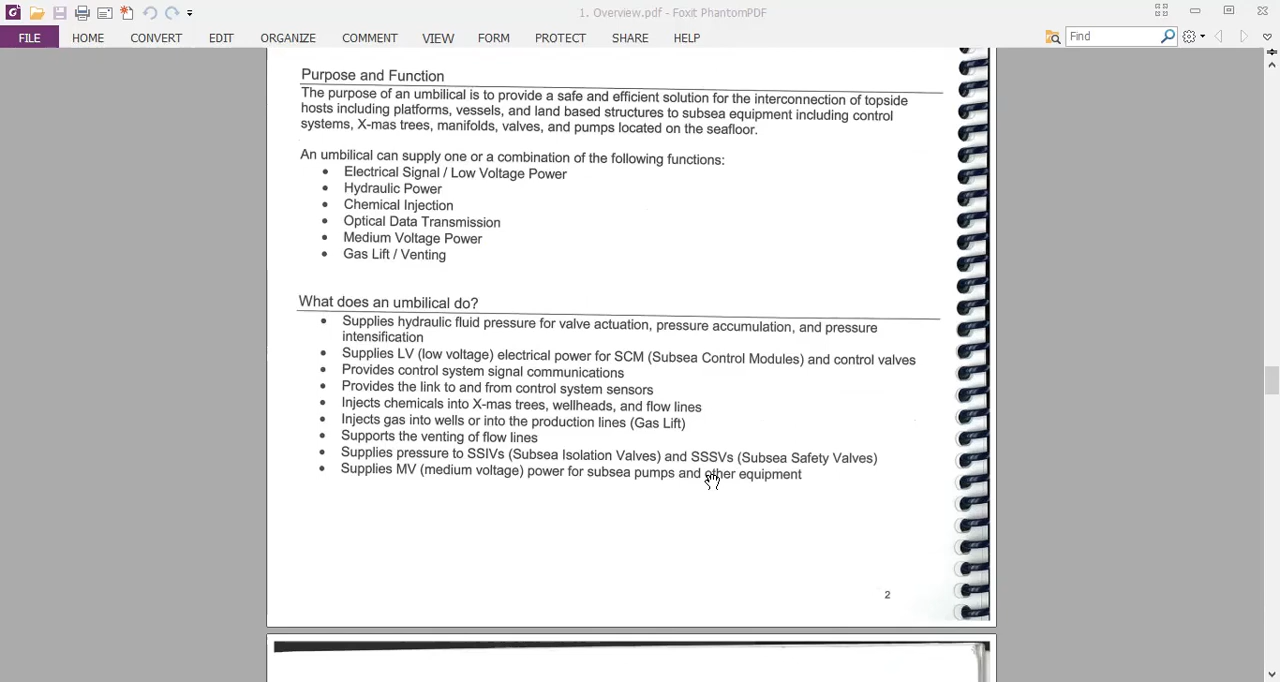 1. Overview.pdf - Foxit PhantomPDF
FILE HOME CONVERT EDIT ORGANIZE COMMENT VIEW FORM PROTECT SHARE HELP Find
Purpose and Function
The purpose of an umbilical is to provide a safe and efficient solution for the interconnection of topside
hosts including platforms, vessels, and land based structures to subsea equipment including control
systems, X-mas trees, manifolds, valves, and pumps located on the seafloor.
An umbilical can supply one or a combination of the following functions:
• Electrical Signal / Low Voltage Power
• Hydraulic Power
• Chemical Injection
• Optical Data Transmission
• Medium Voltage Power
• Gas Lift / Venting
What does an umbilical do?
• Supplies hydraulic fluid pressure for valve actuation, pressure accumulation, and pressure
intensification
• Supplies LV (low voltage) electrical power for SCM (Subsea Control Modules) and control valves
• Provides control system signal communications
• Provides the link to and from control system sensors
• Injects chemicals into X-mas trees, wellheads, and flow lines
• Injects gas into wells or into the production lines (Gas Lift)
• Supports the venting of flow lines
• Supplies pressure to SSIVs (Subsea Isolation Valves) and SSSVs (Subsea Safety Valves)
• Supplies MV (medium voltage) power for subsea pumps and other equipment
2